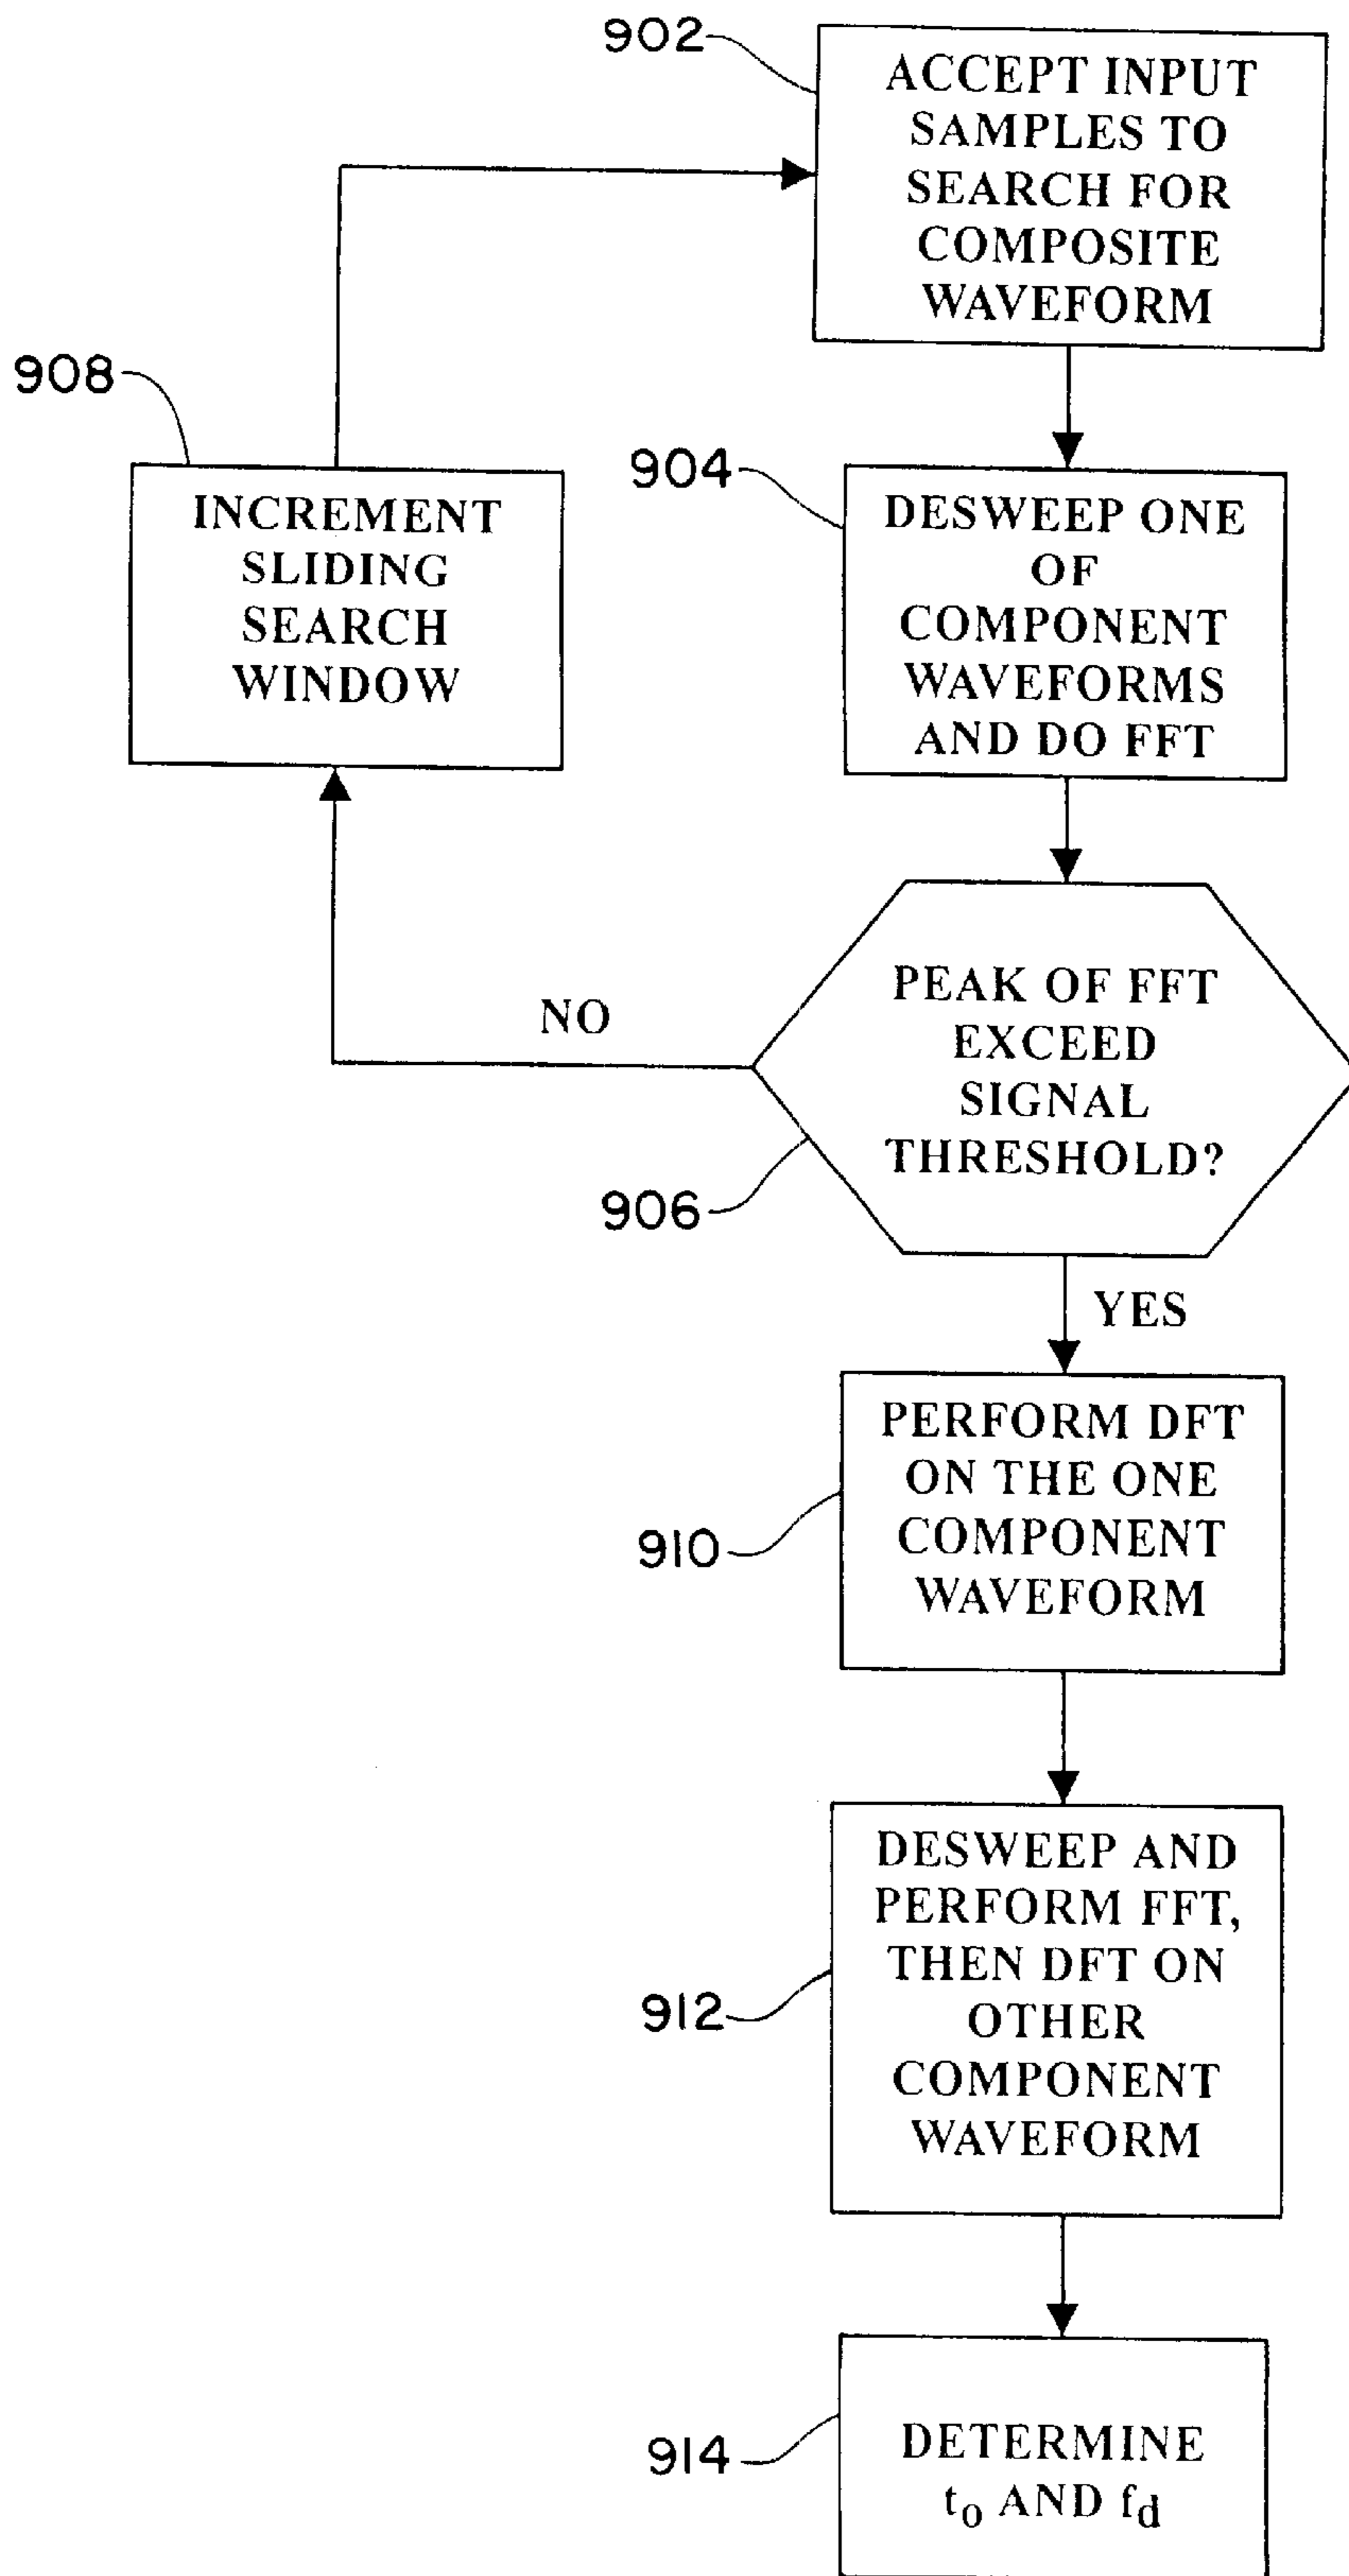 902
ACCEPT INPUT
SAMPLES TO
SEARCH FOR
COMPOSITE
WAVEFORM
908
INCREMENT
SLIDING
SEARCH
WINDOW
904
DESWEEP ONE
OF
COMPONENT
WAVEFORMS
AND DO FFT
NO
PEAK OF FFT
EXCEED
SIGNAL
THRESHOLD?
906
YES
PERFORM DFT
ON THE ONE
COMPONENT
WAVEFORM
910
DESWEEP AND
PERFORM FFT,
THEN DFT ON
OTHER
COMPONENT
WAVEFORM
912
DETERMINE
t₀ AND f_d
914